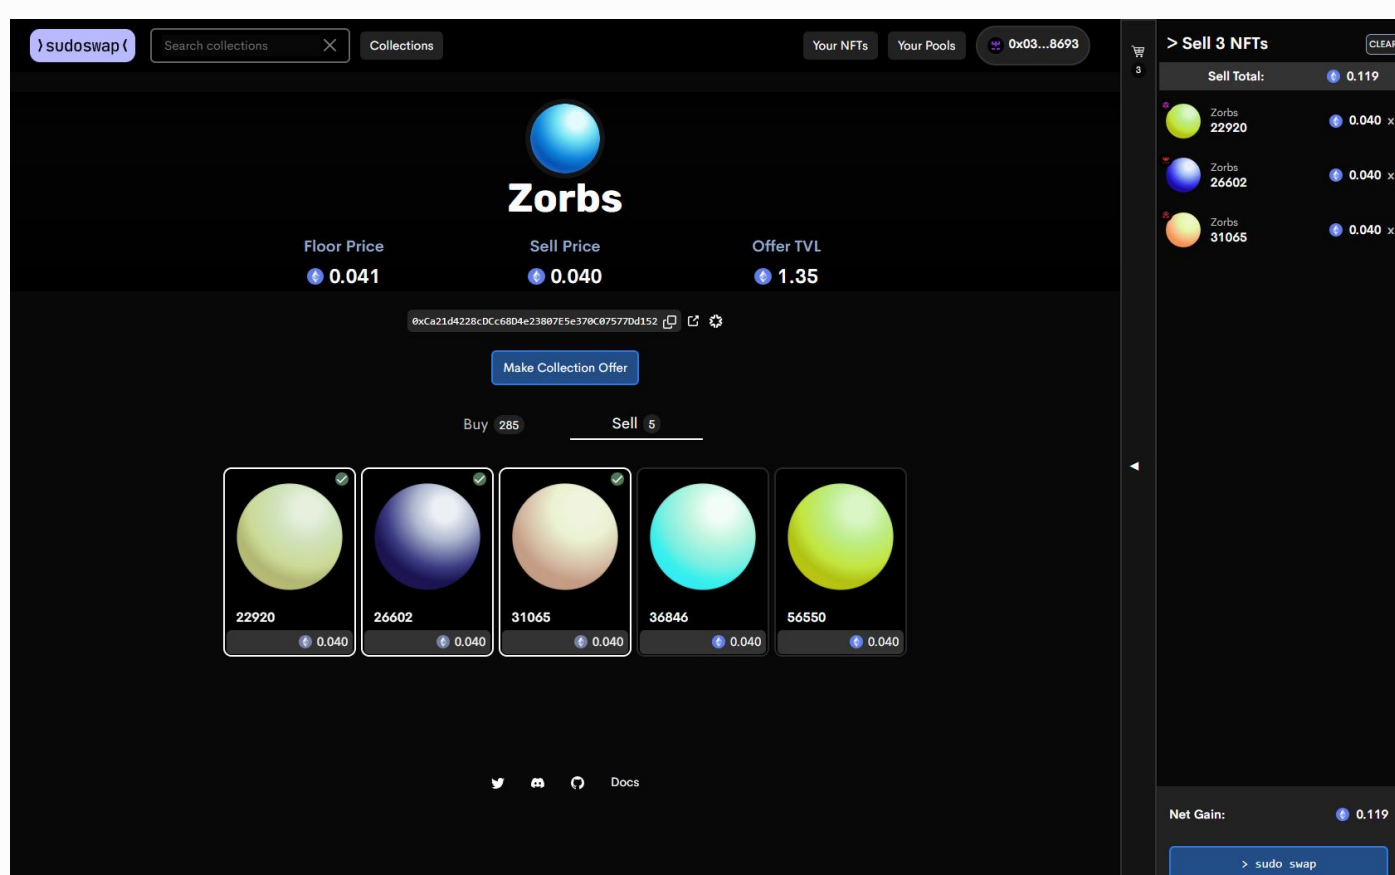 ⟩sudoswap⟨
Search collections
Collections
Your NFTs
Your Pools
0x03...8693
Zorbs
Floor Price
Sell Price
Offer TVL
0.041
0.040
1.35
0xCa21d4228cDCc68D4e23807E5e370C07577Dd152
Make Collection Offer
Buy 285
Sell 5
22920
0.040
26602
0.040
31065
0.040
36846
0.040
56550
0.040
Docs
3
> Sell 3 NFTs
CLEAR
Sell Total:
0.119
Zorbs
22920
0.040 x
Zorbs
26602
0.040 x
Zorbs
31065
0.040 x
Net Gain:
0.119
> sudo swap